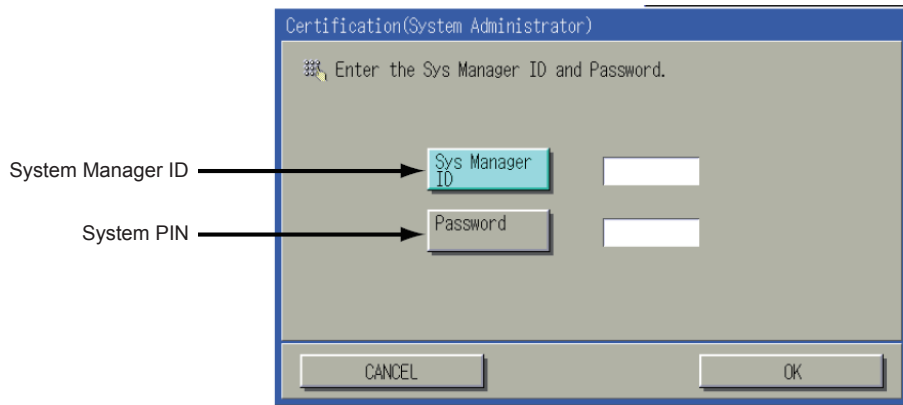 Certification(System Administrator)
Enter the Sys Manager ID and Password.
System Manager ID
Sys Manager
ID
System PIN
Password
CANCEL
OK